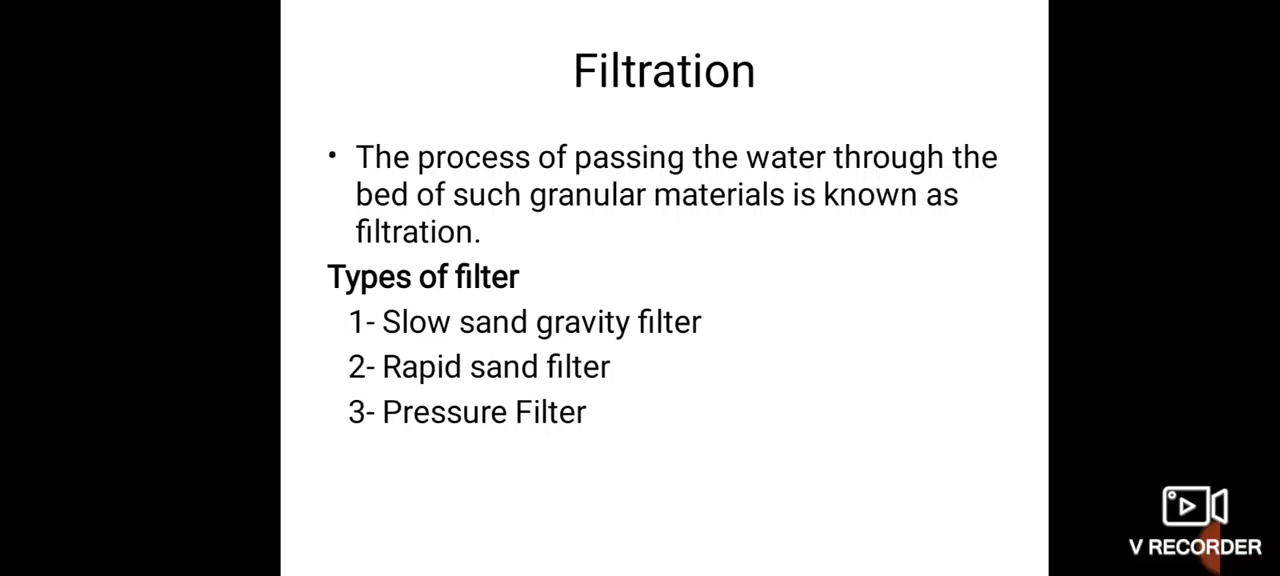 Filtration
• The process of passing the water through the
bed of such granular materials is known as
filtration.
Types of filter
1- Slow sand gravity filter
2- Rapid sand filter
3- Pressure Filter
V RECORDER